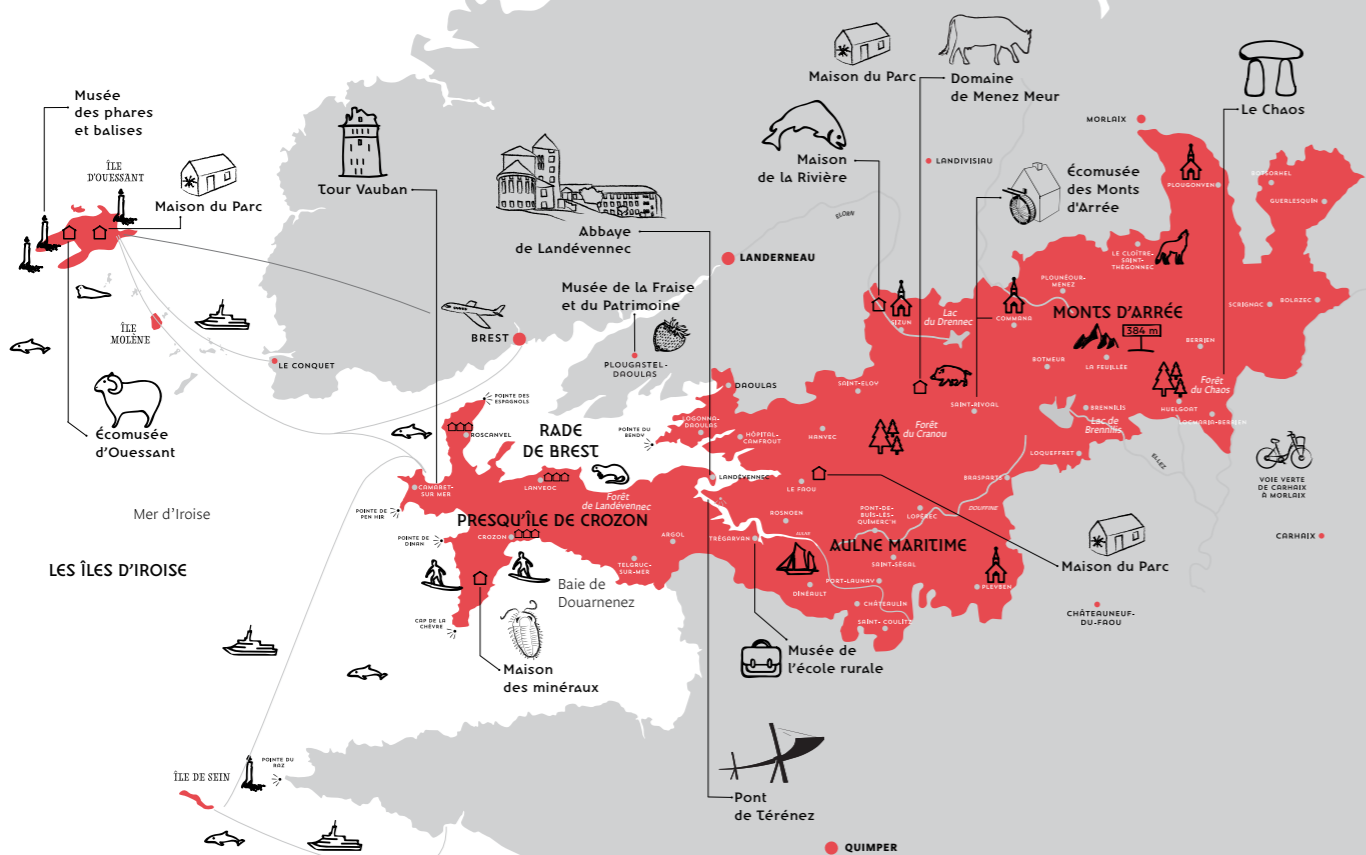 Musée
des phares
et balises
ÎLE
D'OUESSANT
Maison du Parc
Écomusée
d'Ouessant
ÎLE
MOLÈNE
LE CONQUET
Mer d'Iroise
LES ÎLES D'IROISE
ÎLE DE SEIN
POINTE DU
RAZ
Tour Vauban
Abbaye
de Landévennec
Musée de la Fraise
et du Patrimoine
BREST
PLOUGASTEL-
DAOULAS
LANDERNEAU
POINTE DES
ESPAGNOLS
ROSCANVEL
RADE
DE BREST
POINTE DU
BENDY
CAMARET-
SUR MER
LANVEOC
Forêt
de Landévennec
LANDÉVENNEC
POINTE DE
PEN HIR
POINTE DE
DINAN
PRESQU'ÎLE DE CROZON
CROZON
ARGOL
TELGRUC-
SUR-MER
Baie de
Douarnenez
CAP DE LA
CHÈVRE
Maison
des minéraux
Maison du Parc
Domaine
de Menez Meur
Maison
de la Rivière
LANDIVISIAU
ELORN
Écomusée
des Monts
d'Arrée
Le Chaos
MORLAIX
PLOUGONVEN
BOTSORHEL
GUERLESQUIN
LE CLOÎTRE-
SAINT-
THÉGONNEC
PLOUNÉOUR-
MENEZ
SCRIGNAC
BOLAZEC
SIZUN
Lac
du Drennec
COMMANA
MONTS D'ARRÉE
384 m
BERRIEN
BOTMEUR
LA FEUILLÉE
Forêt
du Chaos
HUELGOAT
LOCMARIA-BERRIEN
BRENNILIS
Lac de
Brennilis
LOQUEFFRET
ELLEZ
DAOULAS
LOGONNA-
DAOULAS
HÔPITAL-
CAMFROUT
SAINT-ELOY
HANVEC
SAINT-RIVOAL
Forêt
du Cranou
LE FAOU
BRASPARTS
ROSNOEN
PONT-DE-
BUIS-LÈS-
QUIMERC'H
LOPÉREC
DOUFFINE
TRÉGARVAN
AULNE
AULNE MARITIME
SAINT-SÉGAL
PORT-LAUNAY
DINÉAULT
CHÂTEAULIN
SAINT-COULITZ
PLEYBEN
Maison du Parc
VOIE VERTE
DE CARHAIX
À MORLAIX
CARHAIX
CHÂTEAUNEUF-
DU-FAOU
Musée de
l'école rurale
Pont
de Térénez
QUIMPER